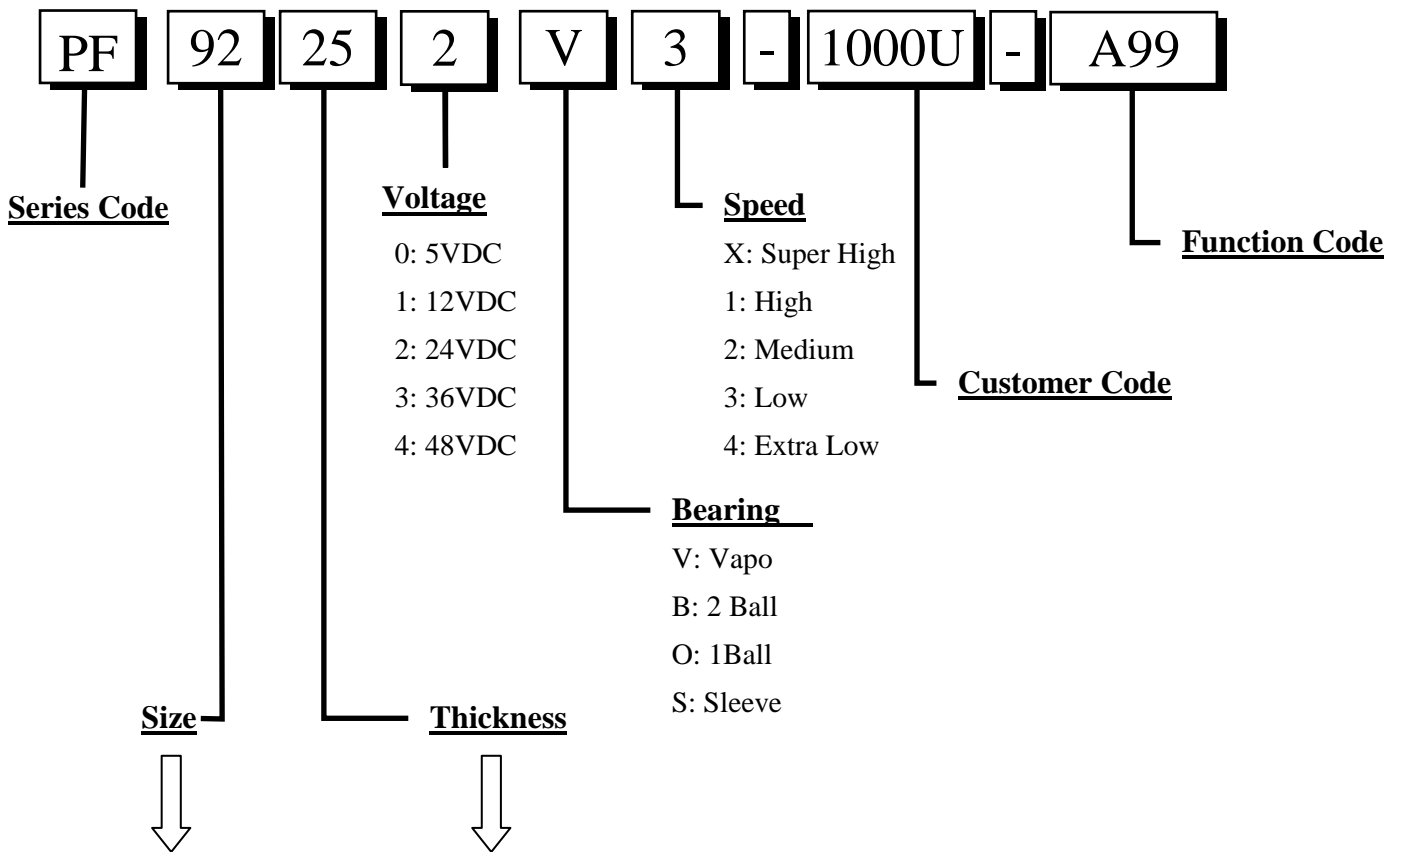 PF 92 25 2 V 3 - 1000U - A99
Series Code
Voltage
0: 5VDC
1: 12VDC
2: 24VDC
3: 36VDC
4: 48VDC
Speed
X: Super High
1: High
2: Medium
3: Low
4: Extra Low
Function Code
Customer Code
Bearing
V: Vapo
B: 2 Ball
O: 1Ball
S: Sleeve
Size
Thickness